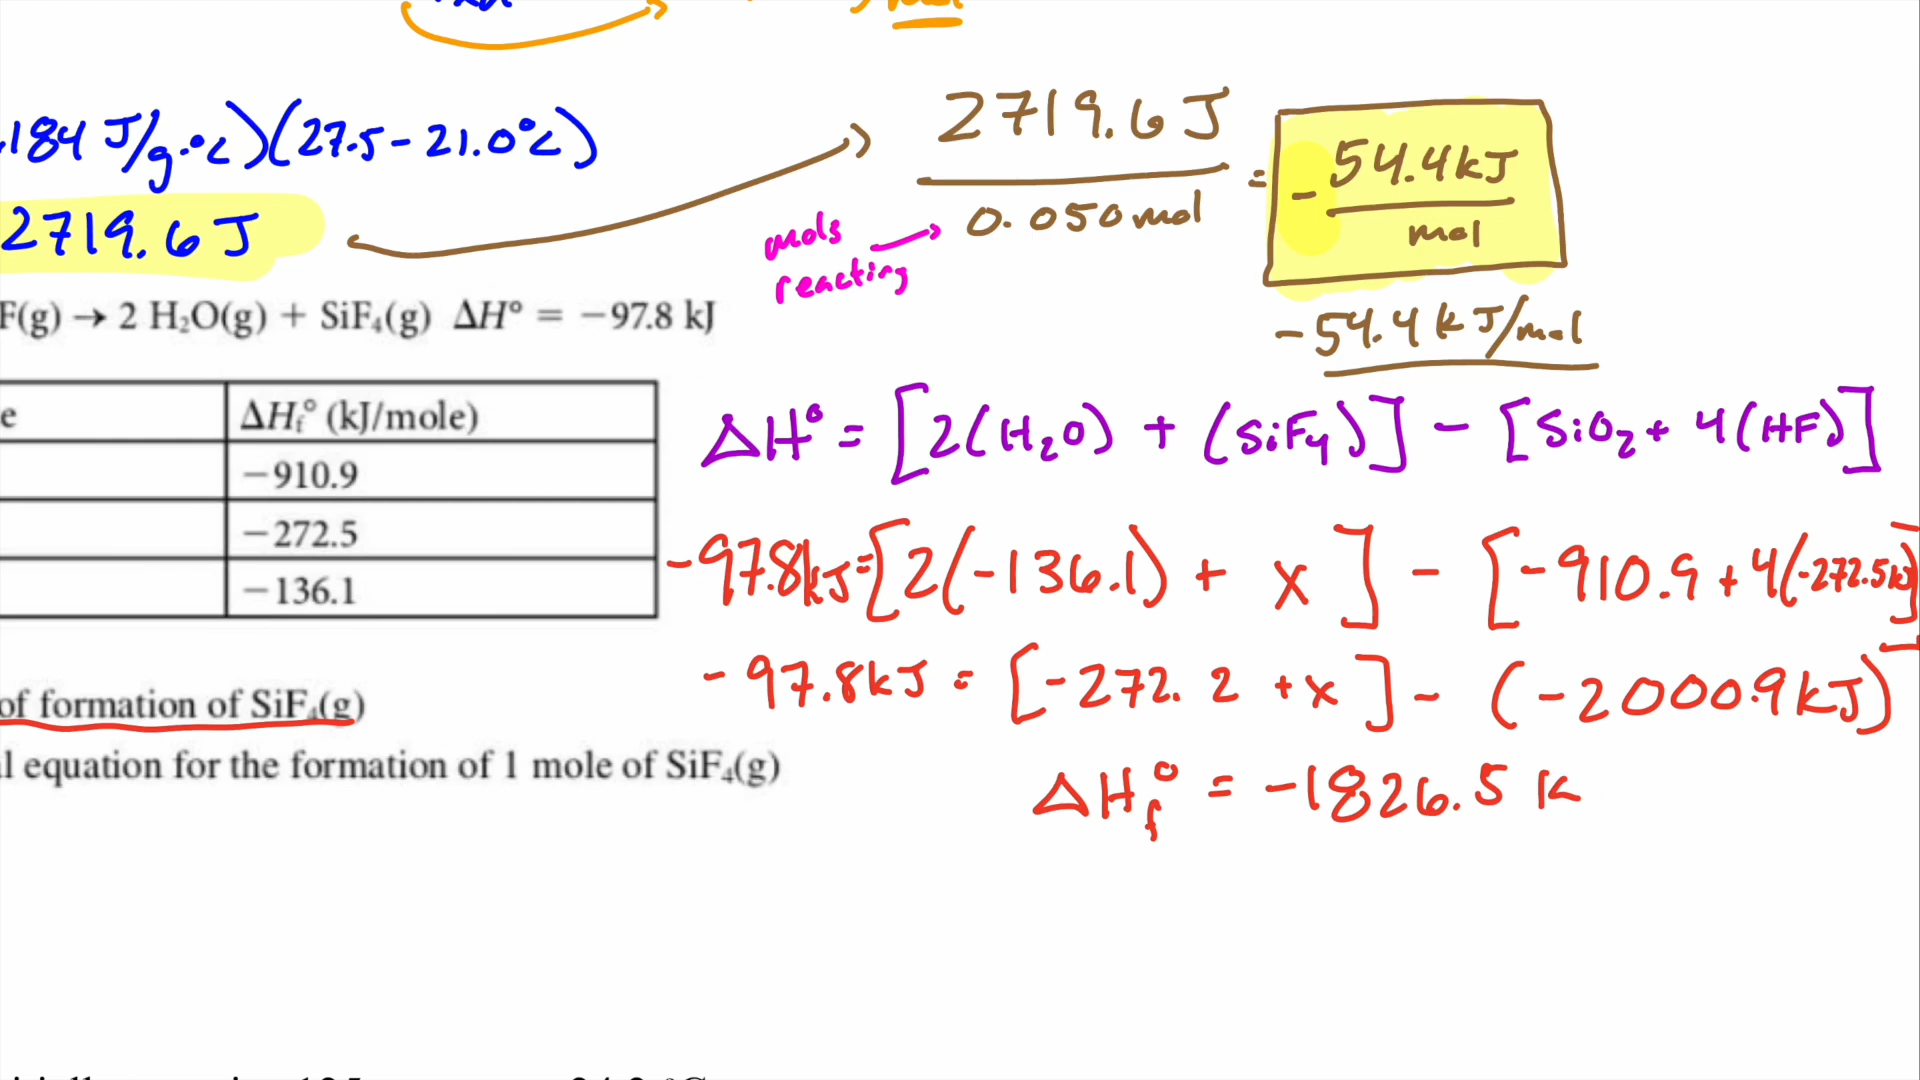 .184 J/g·°C)(27.5-21.0°C)
2719.6 J
2719.6 J
0.050 mol
= - 54.4 kJ
mol
mols
reacting
-54.4 kJ/mol
F(g) → 2 H₂O(g) + SiF₄(g) ΔH° = −97.8 kJ
e ΔHf° (kJ/mole)
−910.9
−272.5
−136.1
ΔH° = [2(H₂O) + (SiF₄)] - [SiO₂ + 4(HF)]
-97.8kJ = [2(-136.1) + x] - [-910.9 + 4(-272.5kJ)]
-97.8kJ = [-272.2 + x] - (-2000.9kJ)
ΔHf° = -1826.5 k
of formation of SiF₄(g)
l equation for the formation of 1 mole of SiF₄(g)